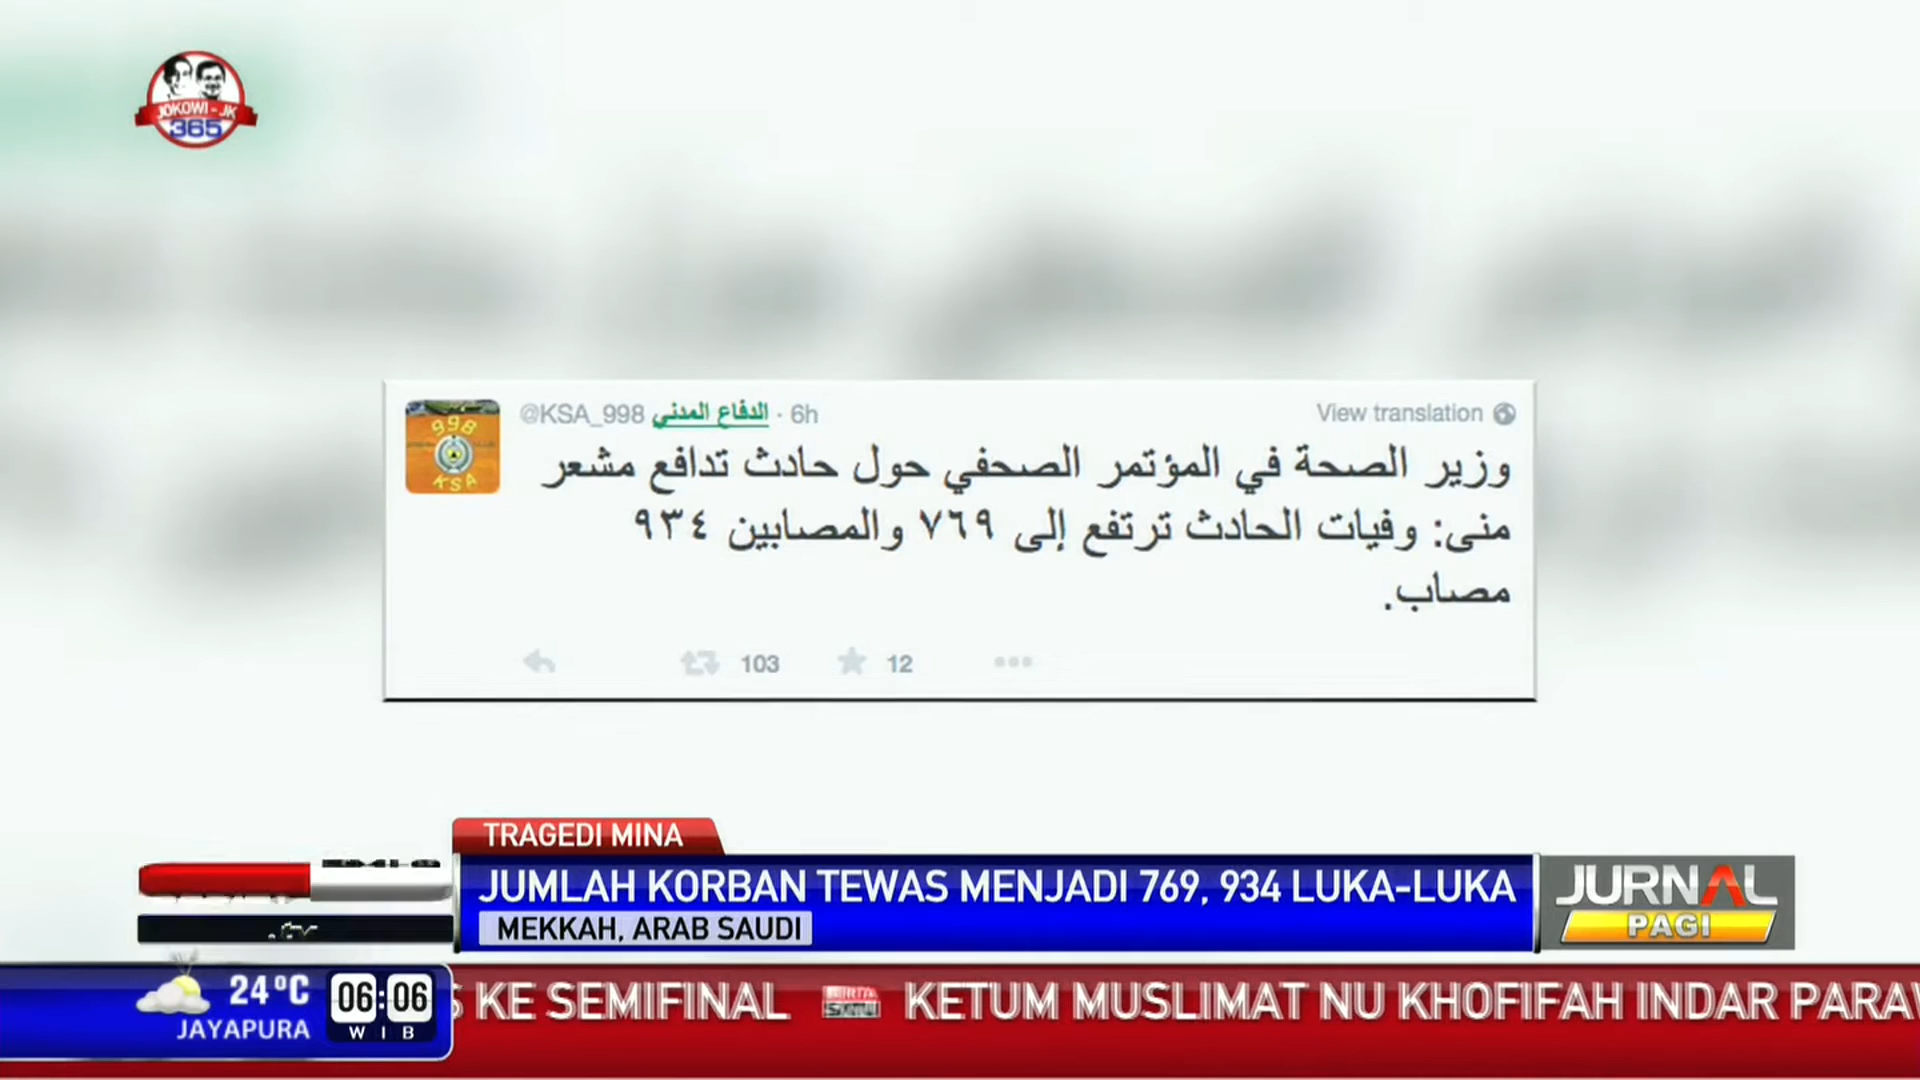 JOKOWI - JK
365
998
KSA
@KSA_998 الدفاع المدني · 6h
View translation
وزير الصحة في المؤتمر الصحفي حول حادث تدافع مشعر
منى: وفيات الحادث ترتفع إلى ٧٦٩ والمصابين ٩٣٤
مصاب.
103 12
TRAGEDI MINA
JUMLAH KORBAN TEWAS MENJADI 769, 934 LUKA-LUKA
MEKKAH, ARAB SAUDI
JURNAL
PAGI
24°C
JAYAPURA
06:06
WIB
KE SEMIFINAL
KETUM MUSLIMAT NU KHOFIFAH INDAR PARAW